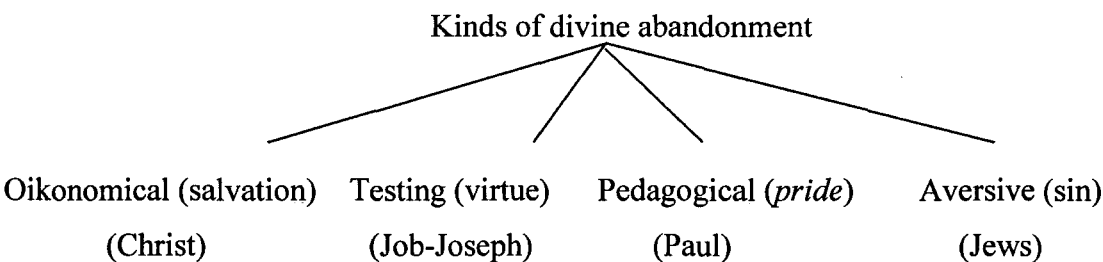 Kinds of divine abandonment
Oikonomical (salvation) Testing (virtue) Pedagogical (pride) Aversive (sin)
(Christ) (Job-Joseph) (Paul) (Jews)